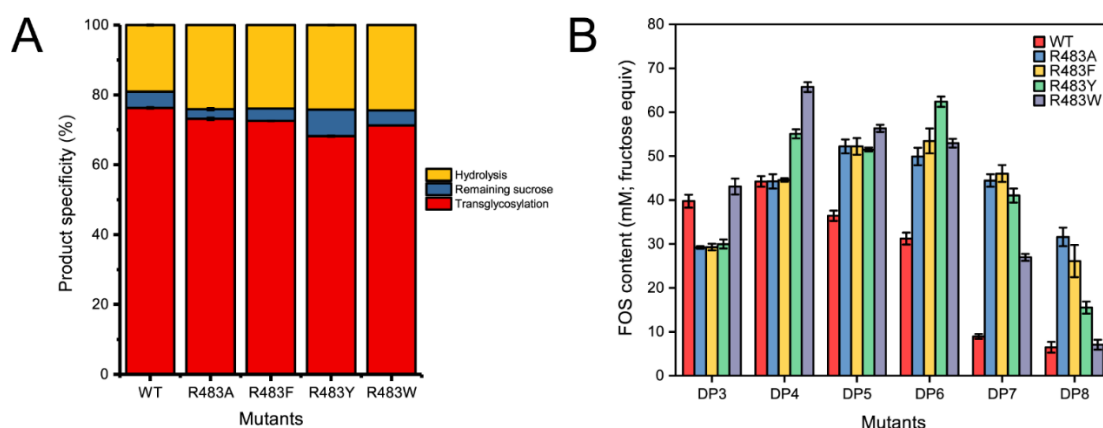 A
Product specificity (%)
100
80
60
40
20
0
WT R483A R483F R483Y R483W
Mutants
Hydrolysis
Remaining sucrose
Transglycosylation
B
FOS content (mM; fructose equiv)
80
70
60
50
40
30
20
10
0
DP3 DP4 DP5 DP6 DP7 DP8
Mutants
WT
R483A
R483F
R483Y
R483W